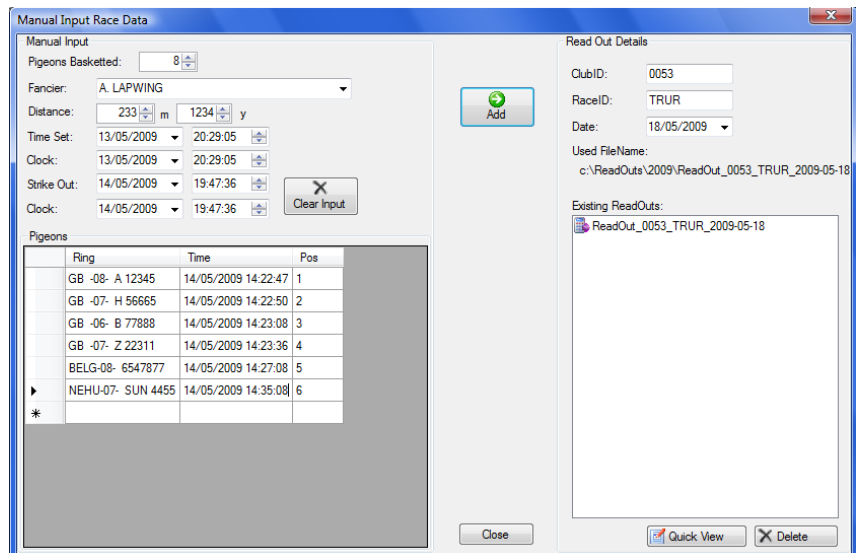 Manual Input Race Data
Manual Input
Pigeons Basketted: 8
Fancier: A. LAPWING
Distance: 233 m 1234 y
Time Set: 13/05/2009 20:29:05
Clock: 13/05/2009 20:29:05
Strike Out: 14/05/2009 19:47:36
Clock: 14/05/2009 19:47:36
Clear Input
Pigeons
Ring Time Pos
GB -08- A 12345 14/05/2009 14:22:47 1
GB -07- H 56665 14/05/2009 14:22:50 2
GB -06- B 77888 14/05/2009 14:23:08 3
GB -07- Z 22311 14/05/2009 14:23:36 4
BELG-08- 6547877 14/05/2009 14:27:08 5
NEHU-07- SUN 4455 14/05/2009 14:35:08 6
Add
Close
Read Out Details
ClubID: 0053
RaceID: TRUR
Date: 18/05/2009
Used FileName:
c:\ReadOuts\2009\ReadOut_0053_TRUR_2009-05-18
Existing ReadOuts:
ReadOut_0053_TRUR_2009-05-18
Quick View Delete